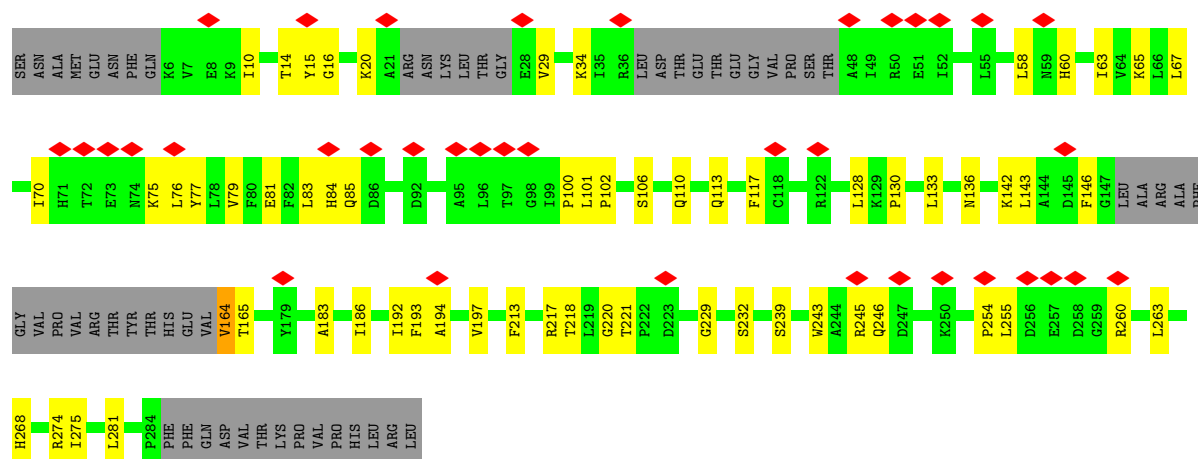 SER ASN ALA MET GLU ASN PHE GLN K6 V7 E8 K9 I10 T14 Y15 G16 K20 A21 ARG ASN LYS LEU THR GLY E28 V29 K34 I35 R36 LEU ASP THR GLU THR GLU GLY VAL PRO SER THR A48 I49 R50 E51 I52 L55 L58 N59 H60 I63 V64 K65 L66 L67
I70 H71 T72 E73 N74 K75 L76 Y77 L78 V79 F80 E81 F82 L83 H84 Q85 D86 D92 A95 L96 T97 G98 I99 P100 L101 P102 S106 Q110 Q113 F117 C118 R122 L128 K129 P130 L133 N136 K142 L143 A144 D145 F146 G147 LEU ALA ARG ALA PHE
GLY VAL PRO VAL ARG THR TYR THR HIS GLU VAL V164 T165 Y179 A183 I186 I192 F193 A194 V197 F213 R217 T218 L219 G220 T221 P222 D223 G229 S232 S239 W243 A244 R245 Q246 D247 K250 P254 L255 D256 E257 D258 G259 R260 L263
H268 R274 I275 L281 P284 PHE PHE GLN ASP VAL THR LYS PRO VAL PRO HIS LEU ARG LEU